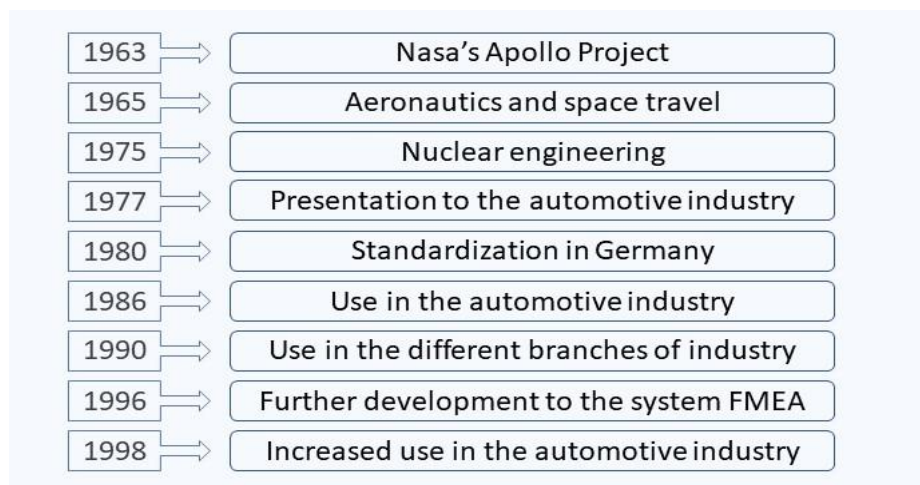 1963 Nasa's Apollo Project
1965 Aeronautics and space travel
1975 Nuclear engineering
1977 Presentation to the automotive industry
1980 Standardization in Germany
1986 Use in the automotive industry
1990 Use in the different branches of industry
1996 Further development to the system FMEA
1998 Increased use in the automotive industry